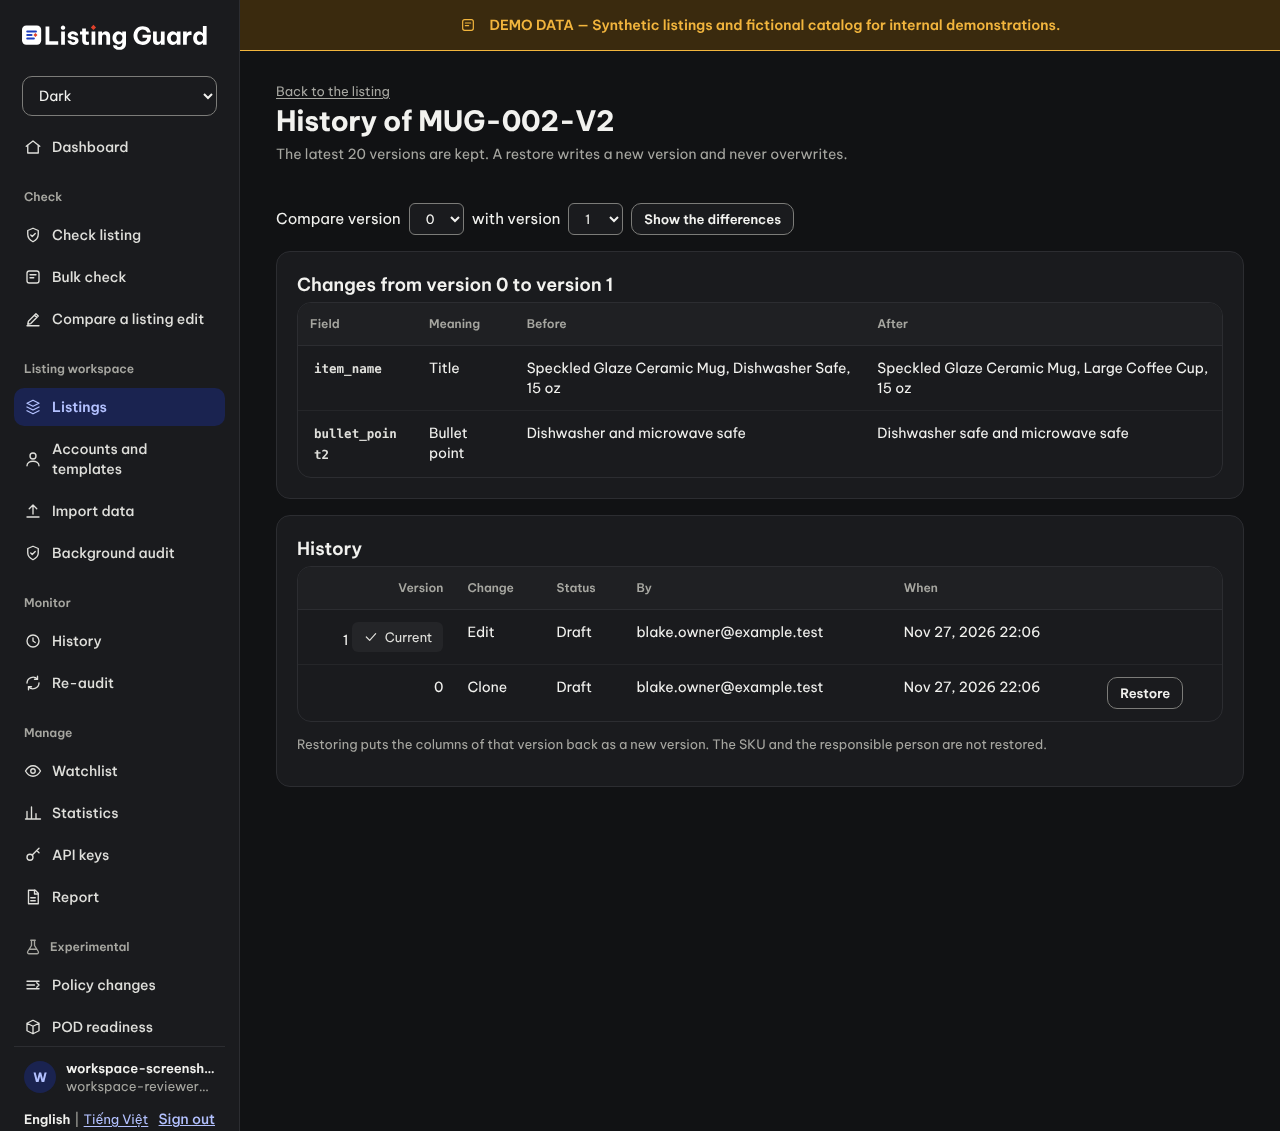 Listing Guard
Dark
Dashboard
Check
Check listing
Bulk check
Compare a listing edit
Listing workspace
Listings
Accounts and
templates
Import data
Background audit
Monitor
History
Re-audit
Manage
Watchlist
Statistics
API keys
Report
Experimental
Policy changes
POD readiness
W
workspace-screensh...
workspace-reviewer...
English | Tiếng Việt Sign out
DEMO DATA — Synthetic listings and fictional catalog for internal demonstrations.
Back to the listing
History of MUG-002-V2
The latest 20 versions are kept. A restore writes a new version and never overwrites.
Compare version 0 with version 1 Show the differences
Changes from version 0 to version 1
Field Meaning Before After
item_name Title Speckled Glaze Ceramic Mug, Dishwasher Safe, Speckled Glaze Ceramic Mug, Large Coffee Cup,
15 oz 15 oz
bullet_poin Bullet Dishwasher and microwave safe Dishwasher safe and microwave safe
t2 point
History
Version Change Status By When
1 Current Edit Draft blake.owner@example.test Nov 27, 2026 22:06
0 Clone Draft blake.owner@example.test Nov 27, 2026 22:06 Restore
Restoring puts the columns of that version back as a new version. The SKU and the responsible person are not restored.